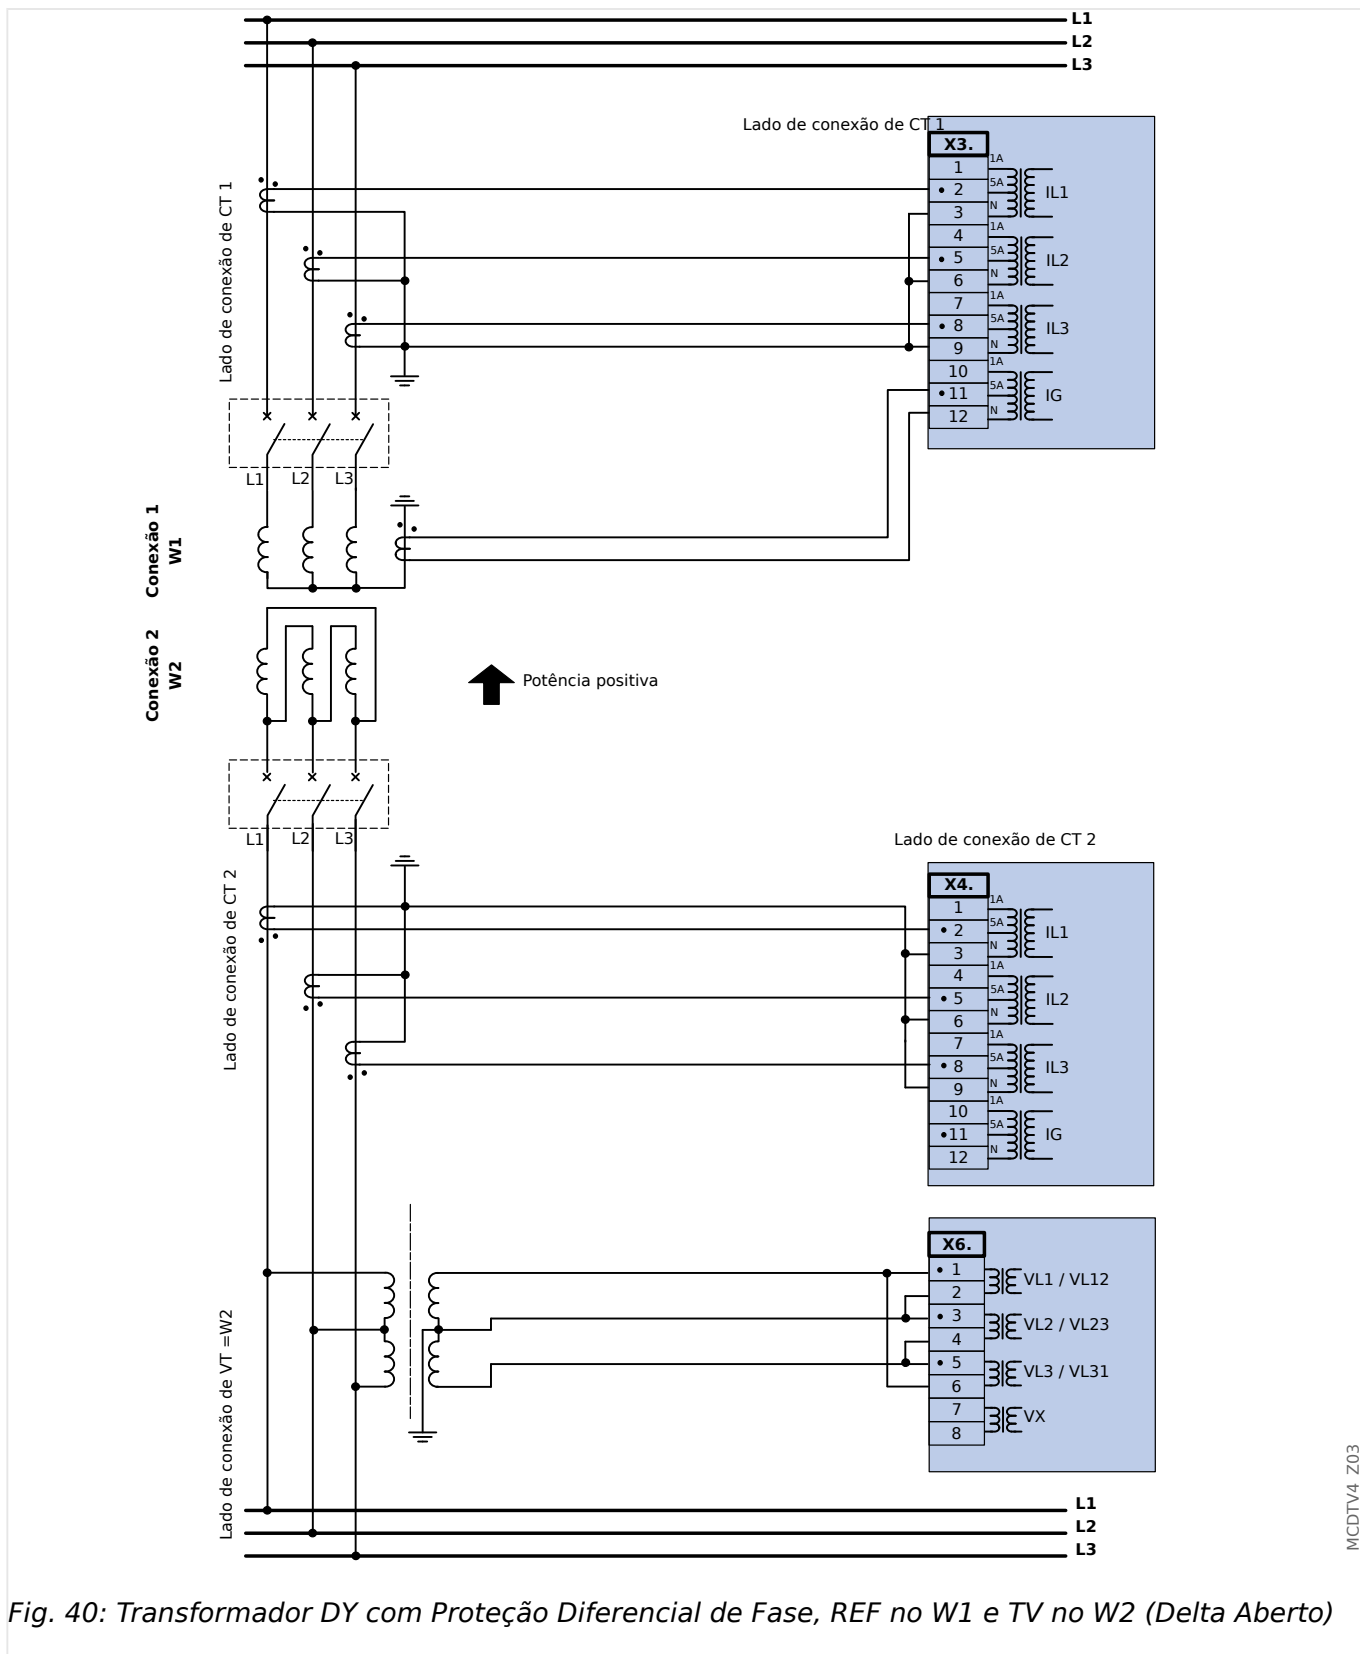 L1
L2
L3
Lado de conexão de CT 1
X3.
1
2
3
4
5
6
7
8
9
10
11
12
1A
5A
N
IL1
1A
5A
N
IL2
1A
5A
N
IL3
1A
5A
N
IG
Lado de conexão de CT 1
L1
L2
L3
Conexão 1
W1
Conexão 2
W2
Potência positiva
L1
L2
L3
Lado de conexão de CT 2
Lado de conexão de CT 2
X4.
1
2
3
4
5
6
7
8
9
10
11
12
1A
5A
N
IL1
1A
5A
N
IL2
1A
5A
N
IL3
1A
5A
N
IG
X6.
1
2
3
4
5
6
7
8
VL1 / VL12
VL2 / VL23
VL3 / VL31
VX
Lado de conexão de VT =W2
L1
L2
L3
MCDTV4_Z03
Fig. 40: Transformador DY com Proteção Diferencial de Fase, REF no W1 e TV no W2 (Delta Aberto)